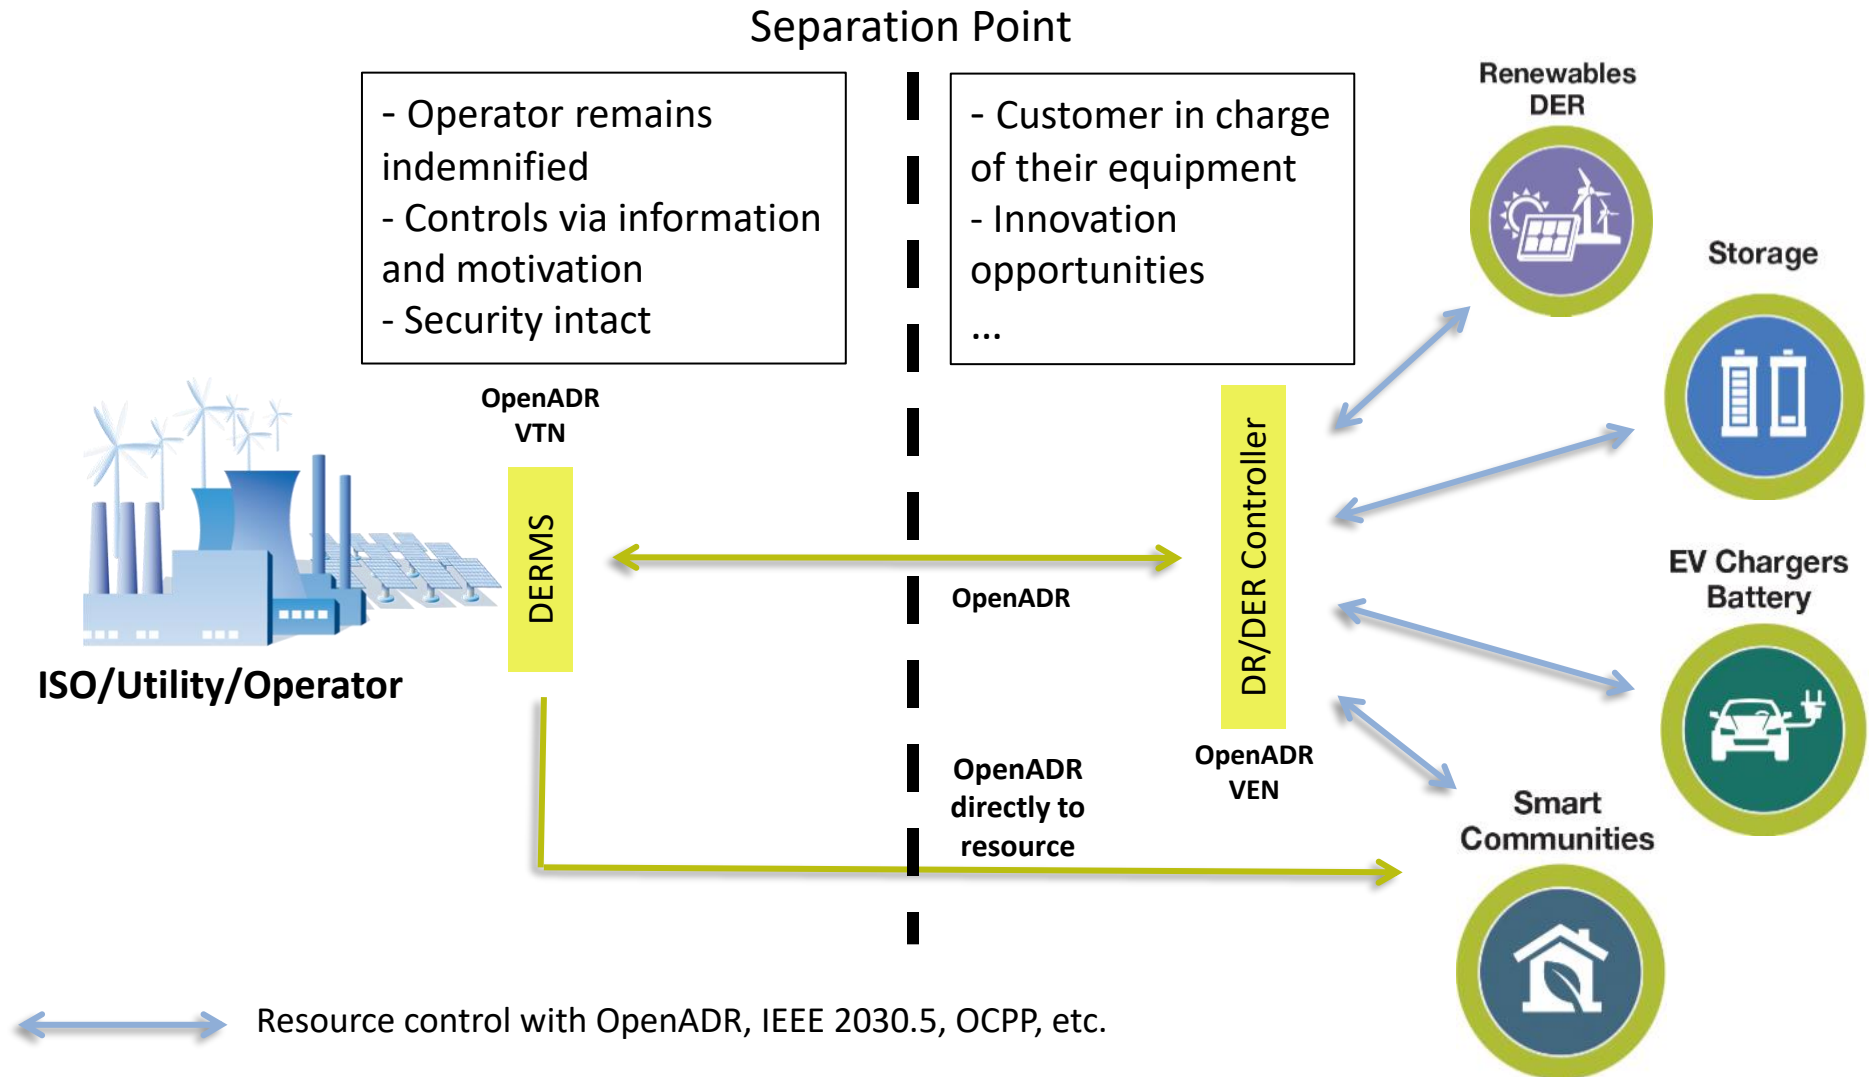 Separation Point
- Operator remains
indemnified
- Controls via information
and motivation
- Security intact
- Customer in charge
of their equipment
- Innovation
opportunities
...
Renewables
DER
Storage
OpenADR
VTN
DERMS
DR/DER Controller
OpenADR
EV Chargers
Battery
ISO/Utility/Operator
OpenADR
VEN
OpenADR
directly to
resource
Smart
Communities
Resource control with OpenADR, IEEE 2030.5, OCPP, etc.